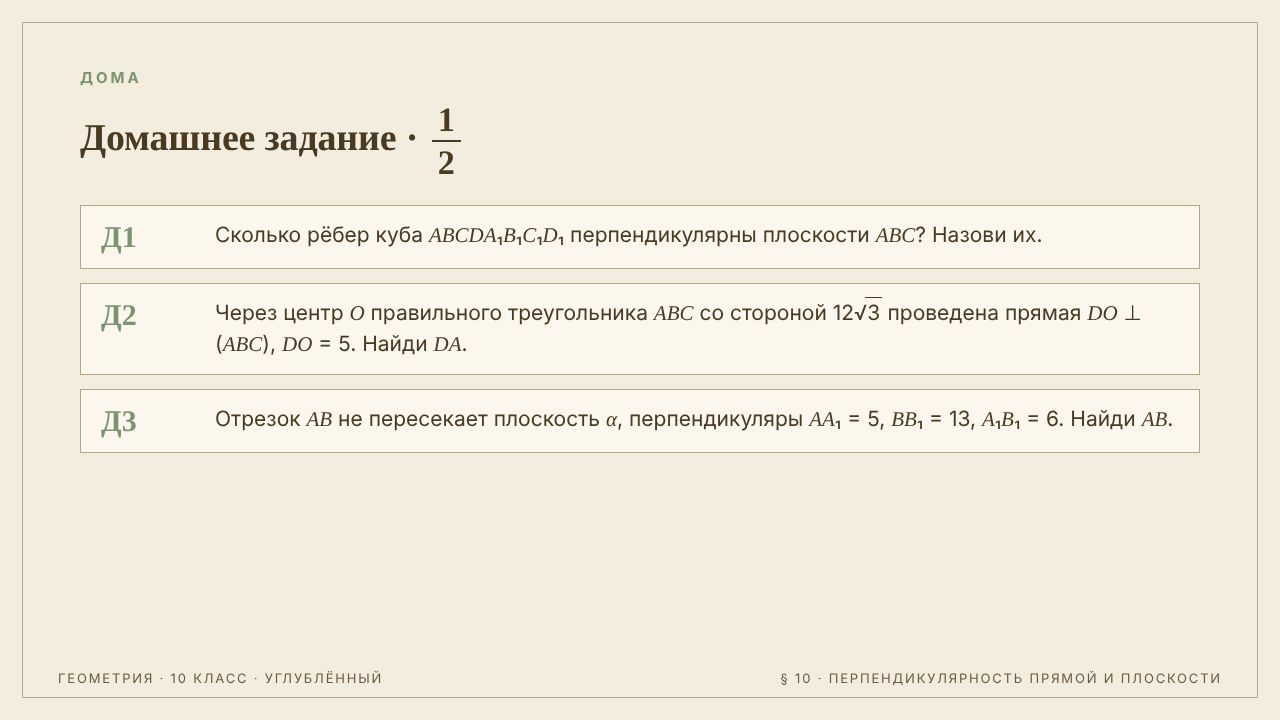 ДОМА
Домашнее задание · 1/2
Д1 Сколько рёбер куба ABCDA₁B₁C₁D₁ перпендикулярны плоскости ABC? Назови их.
Д2 Через центр O правильного треугольника ABC со стороной 12√3 проведена прямая DO ⊥
(ABC), DO = 5. Найди DA.
Д3 Отрезок AB не пересекает плоскость α, перпендикуляры AA₁ = 5, BB₁ = 13, A₁B₁ = 6. Найди AB.
ГЕОМЕТРИЯ · 10 КЛАСС · УГЛУБЛЁННЫЙ
§ 10 · ПЕРПЕНДИКУЛЯРНОСТЬ ПРЯМОЙ И ПЛОСКОСТИ